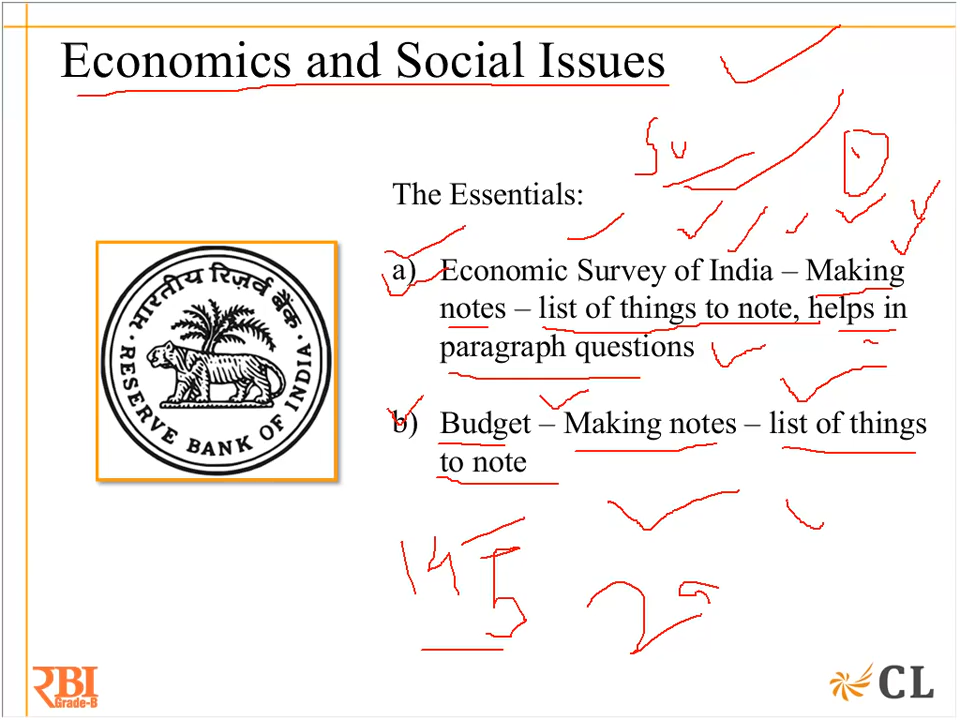 Economics and Social Issues
The Essentials:
a) Economic Survey of India – Making
notes – list of things to note, helps in
paragraph questions
b) Budget – Making notes – list of things
to note
भारतीय रिज़र्व बैंक
RESERVE BANK OF INDIA
RBI
Grade-B
CL